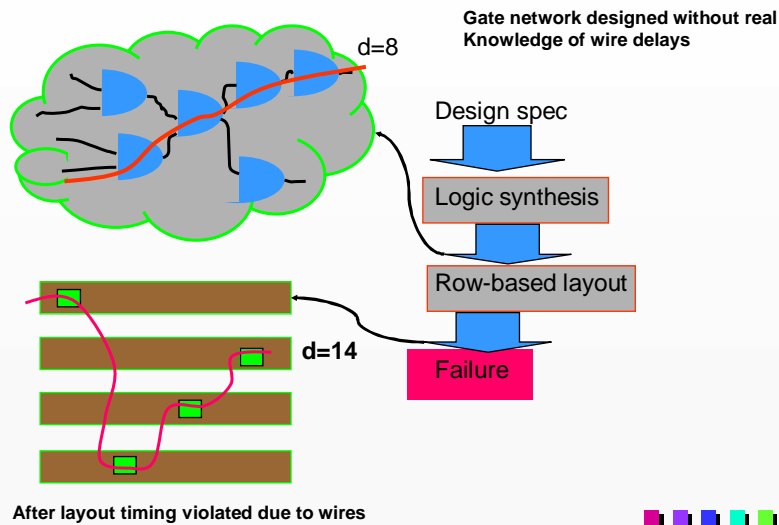 Gate network designed without real
Knowledge of wire delays
d=8
Design spec
Logic synthesis
Row-based layout
d=14
Failure
After layout timing violated due to wires